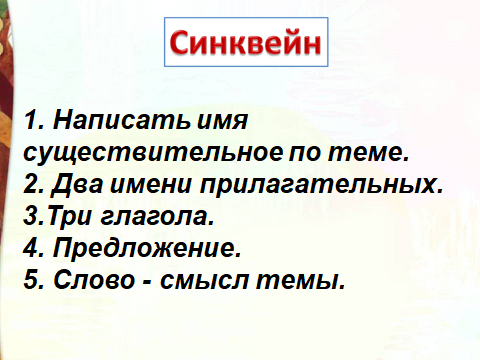 Синквейн
1. Написать имя
существительное по теме.
2. Два имени прилагательных.
3.Три глагола.
4. Предложение.
5. Слово - смысл темы.